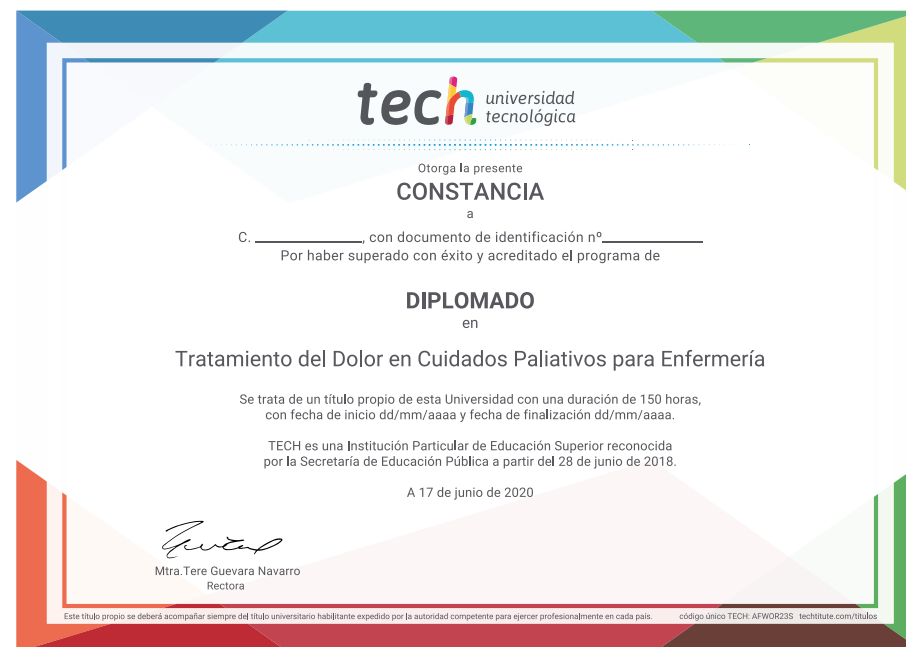 tech universidad
tecnológica
Otorga la presente
CONSTANCIA
a
C. ____________, con documento de identificación nº____________
Por haber superado con éxito y acreditado el programa de
DIPLOMADO
en
Tratamiento del Dolor en Cuidados Paliativos para Enfermería
Se trata de un título propio de esta Universidad con una duración de 150 horas,
con fecha de inicio dd/mm/aaaa y fecha de finalización dd/mm/aaaa.
TECH es una Institución Particular de Educación Superior reconocida
por la Secretaría de Educación Pública a partir del 28 de junio de 2018.
A 17 de junio de 2020
Mtra.Tere Guevara Navarro
Rectora
Este título propio se deberá acompañar siempre del título universitario habilitante expedido por la autoridad competente para ejercer profesionalmente en cada país. código único TECH: AFWOR23S techtitute.com/titulos